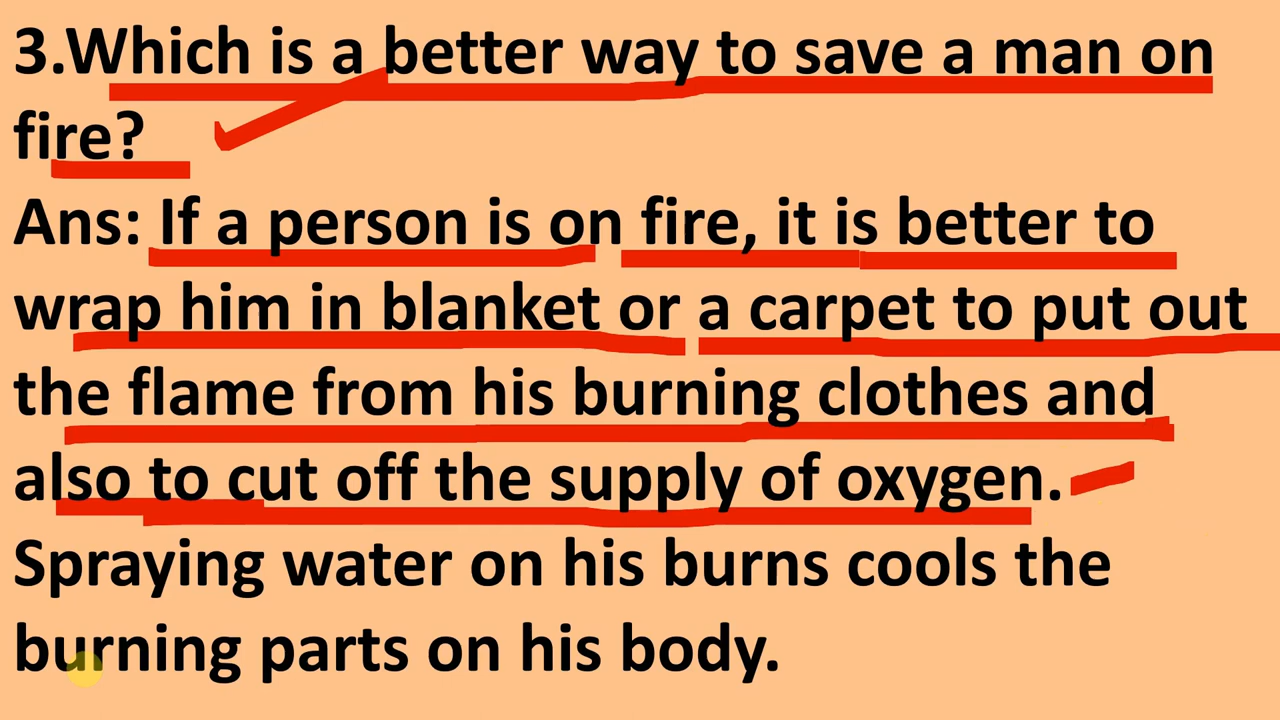 3.Which is a better way to save a man on
fire?
Ans: If a person is on fire, it is better to
wrap him in blanket or a carpet to put out
the flame from his burning clothes and
also to cut off the supply of oxygen.
Spraying water on his burns cools the
burning parts on his body.